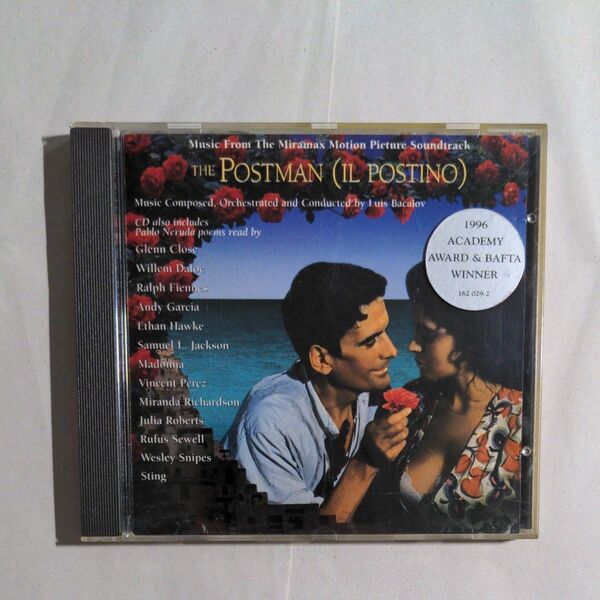 Music From The Miramax Motion Picture Soundtrack
THE POSTMAN (IL POSTINO)
Music Composed, Orchestrated and Conducted by Luis Bacalov
CD also includes
Pablo Neruda poems read by
Glenn Close
Willem Dafoe
Ralph Fiennes
Andy Garcia
Ethan Hawke
Samuel L. Jackson
Madonna
Vincent Perez
Miranda Richardson
Julia Roberts
Rufus Sewell
Wesley Snipes
Sting
1996
ACADEMY
AWARD & BAFTA
WINNER
162 029-2